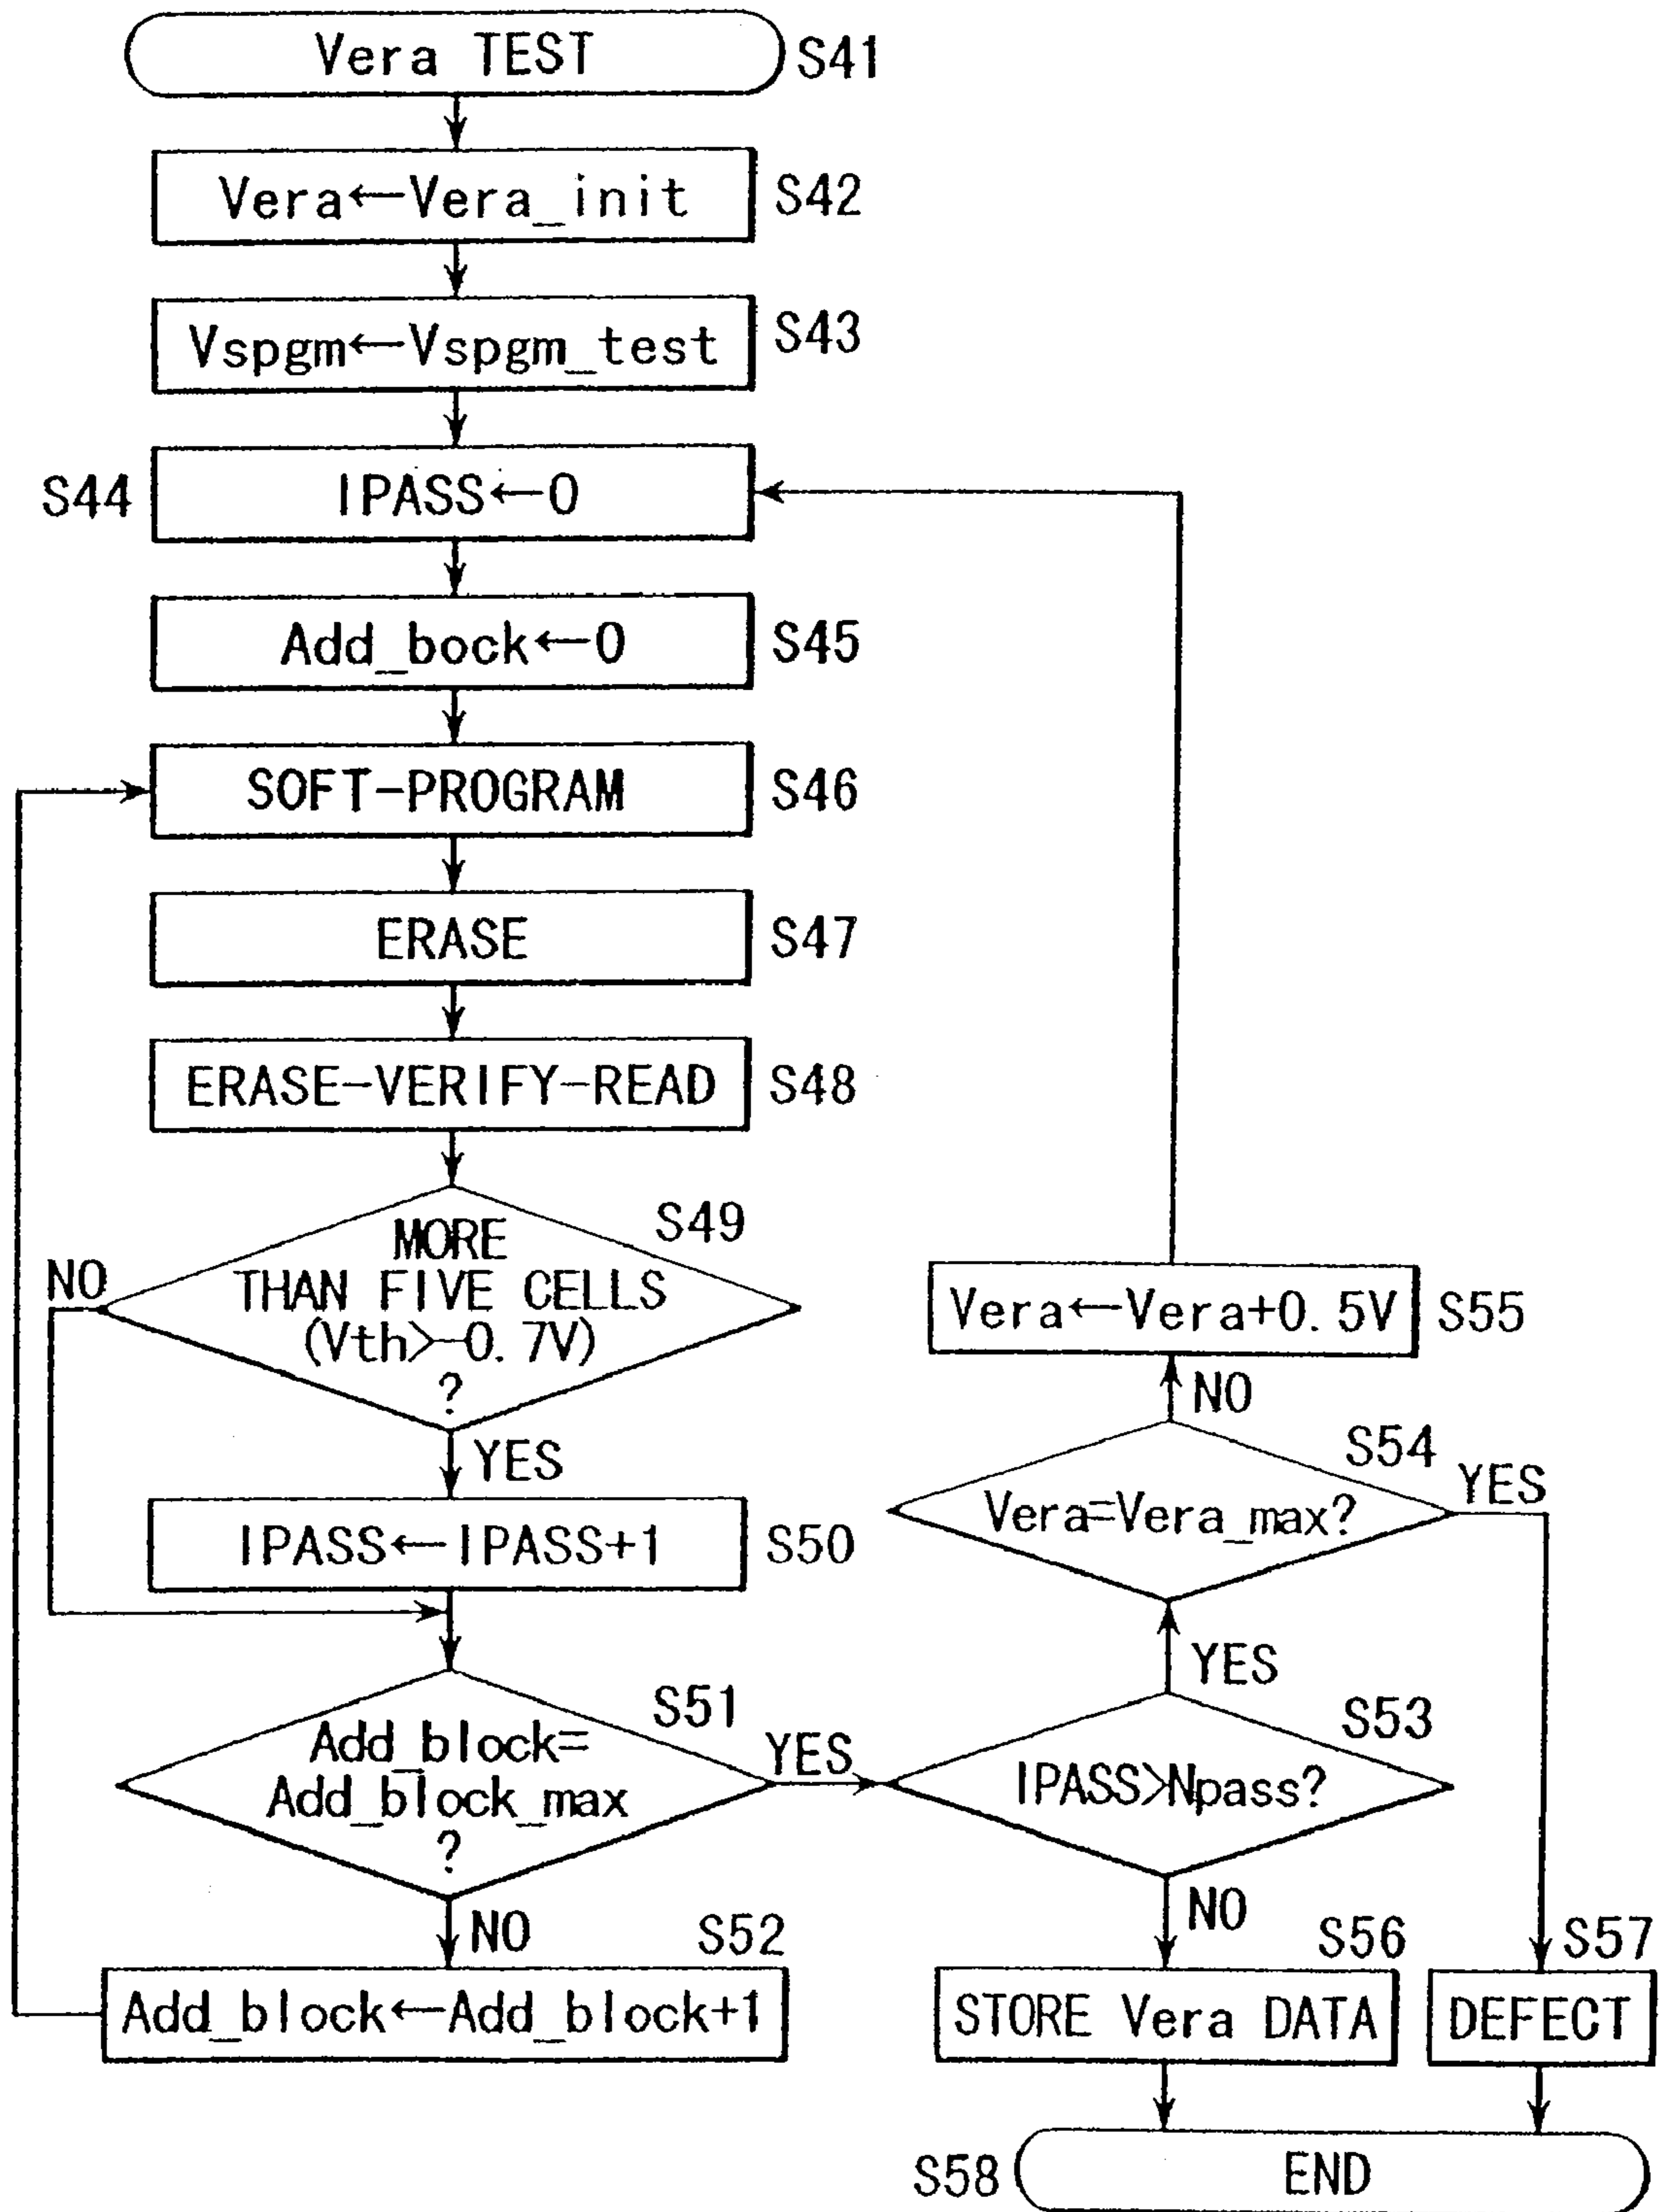 Vera TEST S41
Vera←Vera_init S42
Vspgm←Vspgm_test S43
S44 IPASS←0
Add_bock←0 S45
SOFT-PROGRAM S46
ERASE S47
ERASE-VERIFY-READ S48
S49
MORE
THAN FIVE CELLS
(Vth>-0.7V)
?
NO
YES
IPASS←IPASS+1 S50
S51
Add_block=
Add_block_max
?
YES
NO
S52
Add_block←Add_block+1
S53
IPASS>Npass?
YES
NO
S54
Vera=Vera_max?
YES
NO
Vera←Vera+0.5V S55
S56
STORE Vera DATA
S57
DEFECT
S58 END